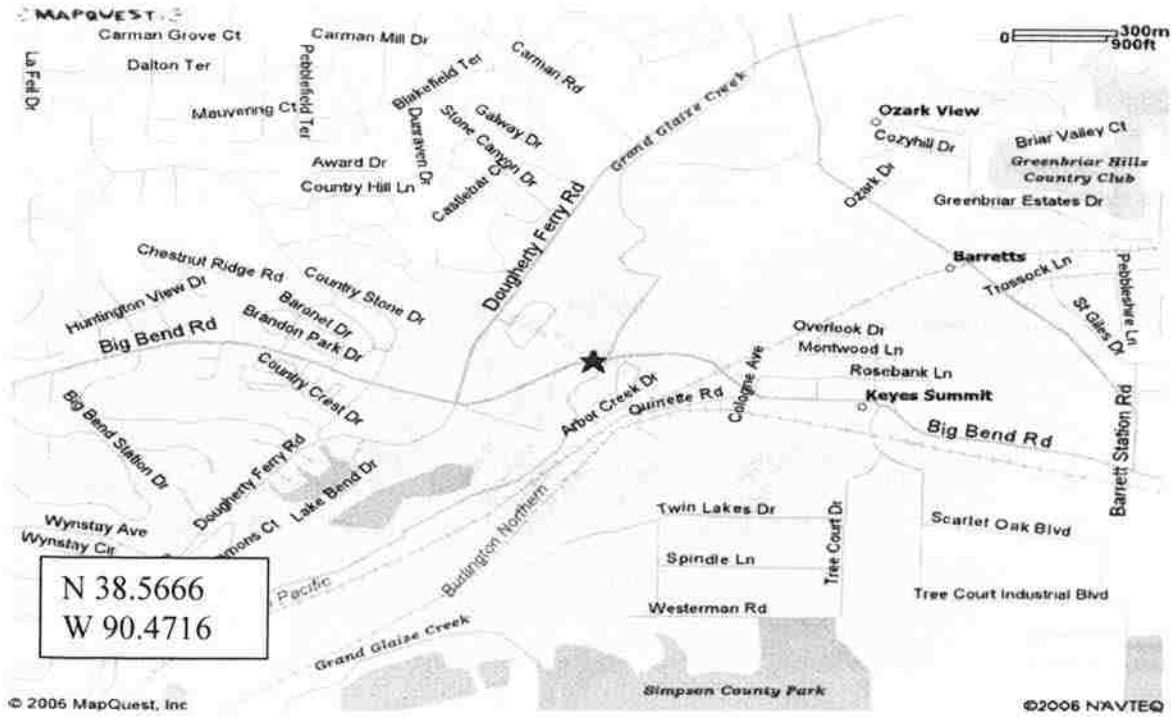 MAPQUEST
Carman Grove Ct
Carman Mill Dr
La Feil Dr
Dalton Ter
Pebblefield Ter
Blakefield Ter
Carman Rd
Mauvering Ct
Dunraven Dr
Stone Canyon Dr
Galway Dr
Award Dr
Country Hill Ln
Castlebar Ct
Grand Glaize Creek
0 300m
900ft
Ozark View
Cozyhill Dr
Briar Valley Ct
Greenbriar Hills
Country Club
Ozark Dr
Greenbriar Estates Dr
Dougherty Ferry Rd
Chestnut Ridge Rd
Country Stone Dr
Huntington View Dr
Baronet Dr
Brandon Park Dr
Big Bend Rd
Barretts
Trossock Ln
Pebbleshire Ln
St Giles Dr
Overlook Dr
Montwood Ln
Rosebank Ln
Country Crest Dr
Arbor Creek Dr
Quinette Rd
Cologne Ave
Keyes Summit
Big Bend Rd
Barrett Station Rd
Big Bend Station Dr
Dougherty Ferry Rd
Lake Bend Dr
Wynstay Ave
Wynstay Cir
mons Ct
Burlington Northern
Twin Lakes Dr
Tree Court Dr
Scarlet Oak Blvd
Spindle Ln
N 38.5666
W 90.4716
Pacific
Westerman Rd
Tree Court Industrial Blvd
Grand Glaize Creek
Simpson County Park
© 2006 MapQuest, Inc
©2006 NAVTEQ